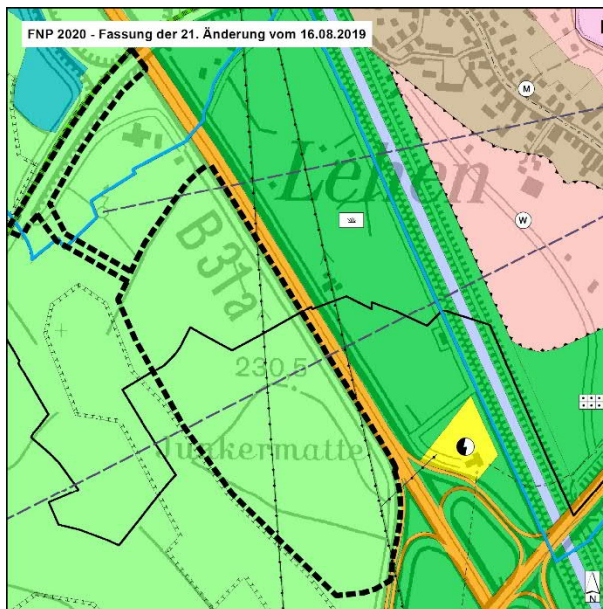 FNP 2020 - Fassung der 21. Änderung vom 16.08.2019
M
Lehen
W
B31a
230,5
Junkermatte
N